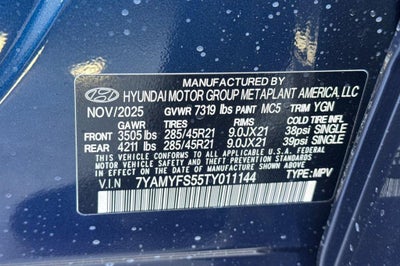 MANUFACTURED BY
HYUNDAI MOTOR GROUP METAPLANT AMERICA, LLC
NOV/2025 GVWR 7319 lbs PAINT MC5 TRIM YGN
GAWR TIRES RIMS COLD TIRE INFL
FRONT 3505 lbs 285/45R21 9.0JX21 38psi SINGLE
REAR 4211 lbs 285/45R21 9.0JX21 39psi SINGLE
THIS VEHICLE CONFORMS TO ALL APPLICABLE FEDERAL MOTOR VEHICLE
SAFETY AND THEFT PREVENTION STANDARDS IN EFFECT ON THE DATE OF
MANUFACTURE SHOWN ABOVE.
V.I.N 7YAMYFS55TY011144 TYPE: MPV